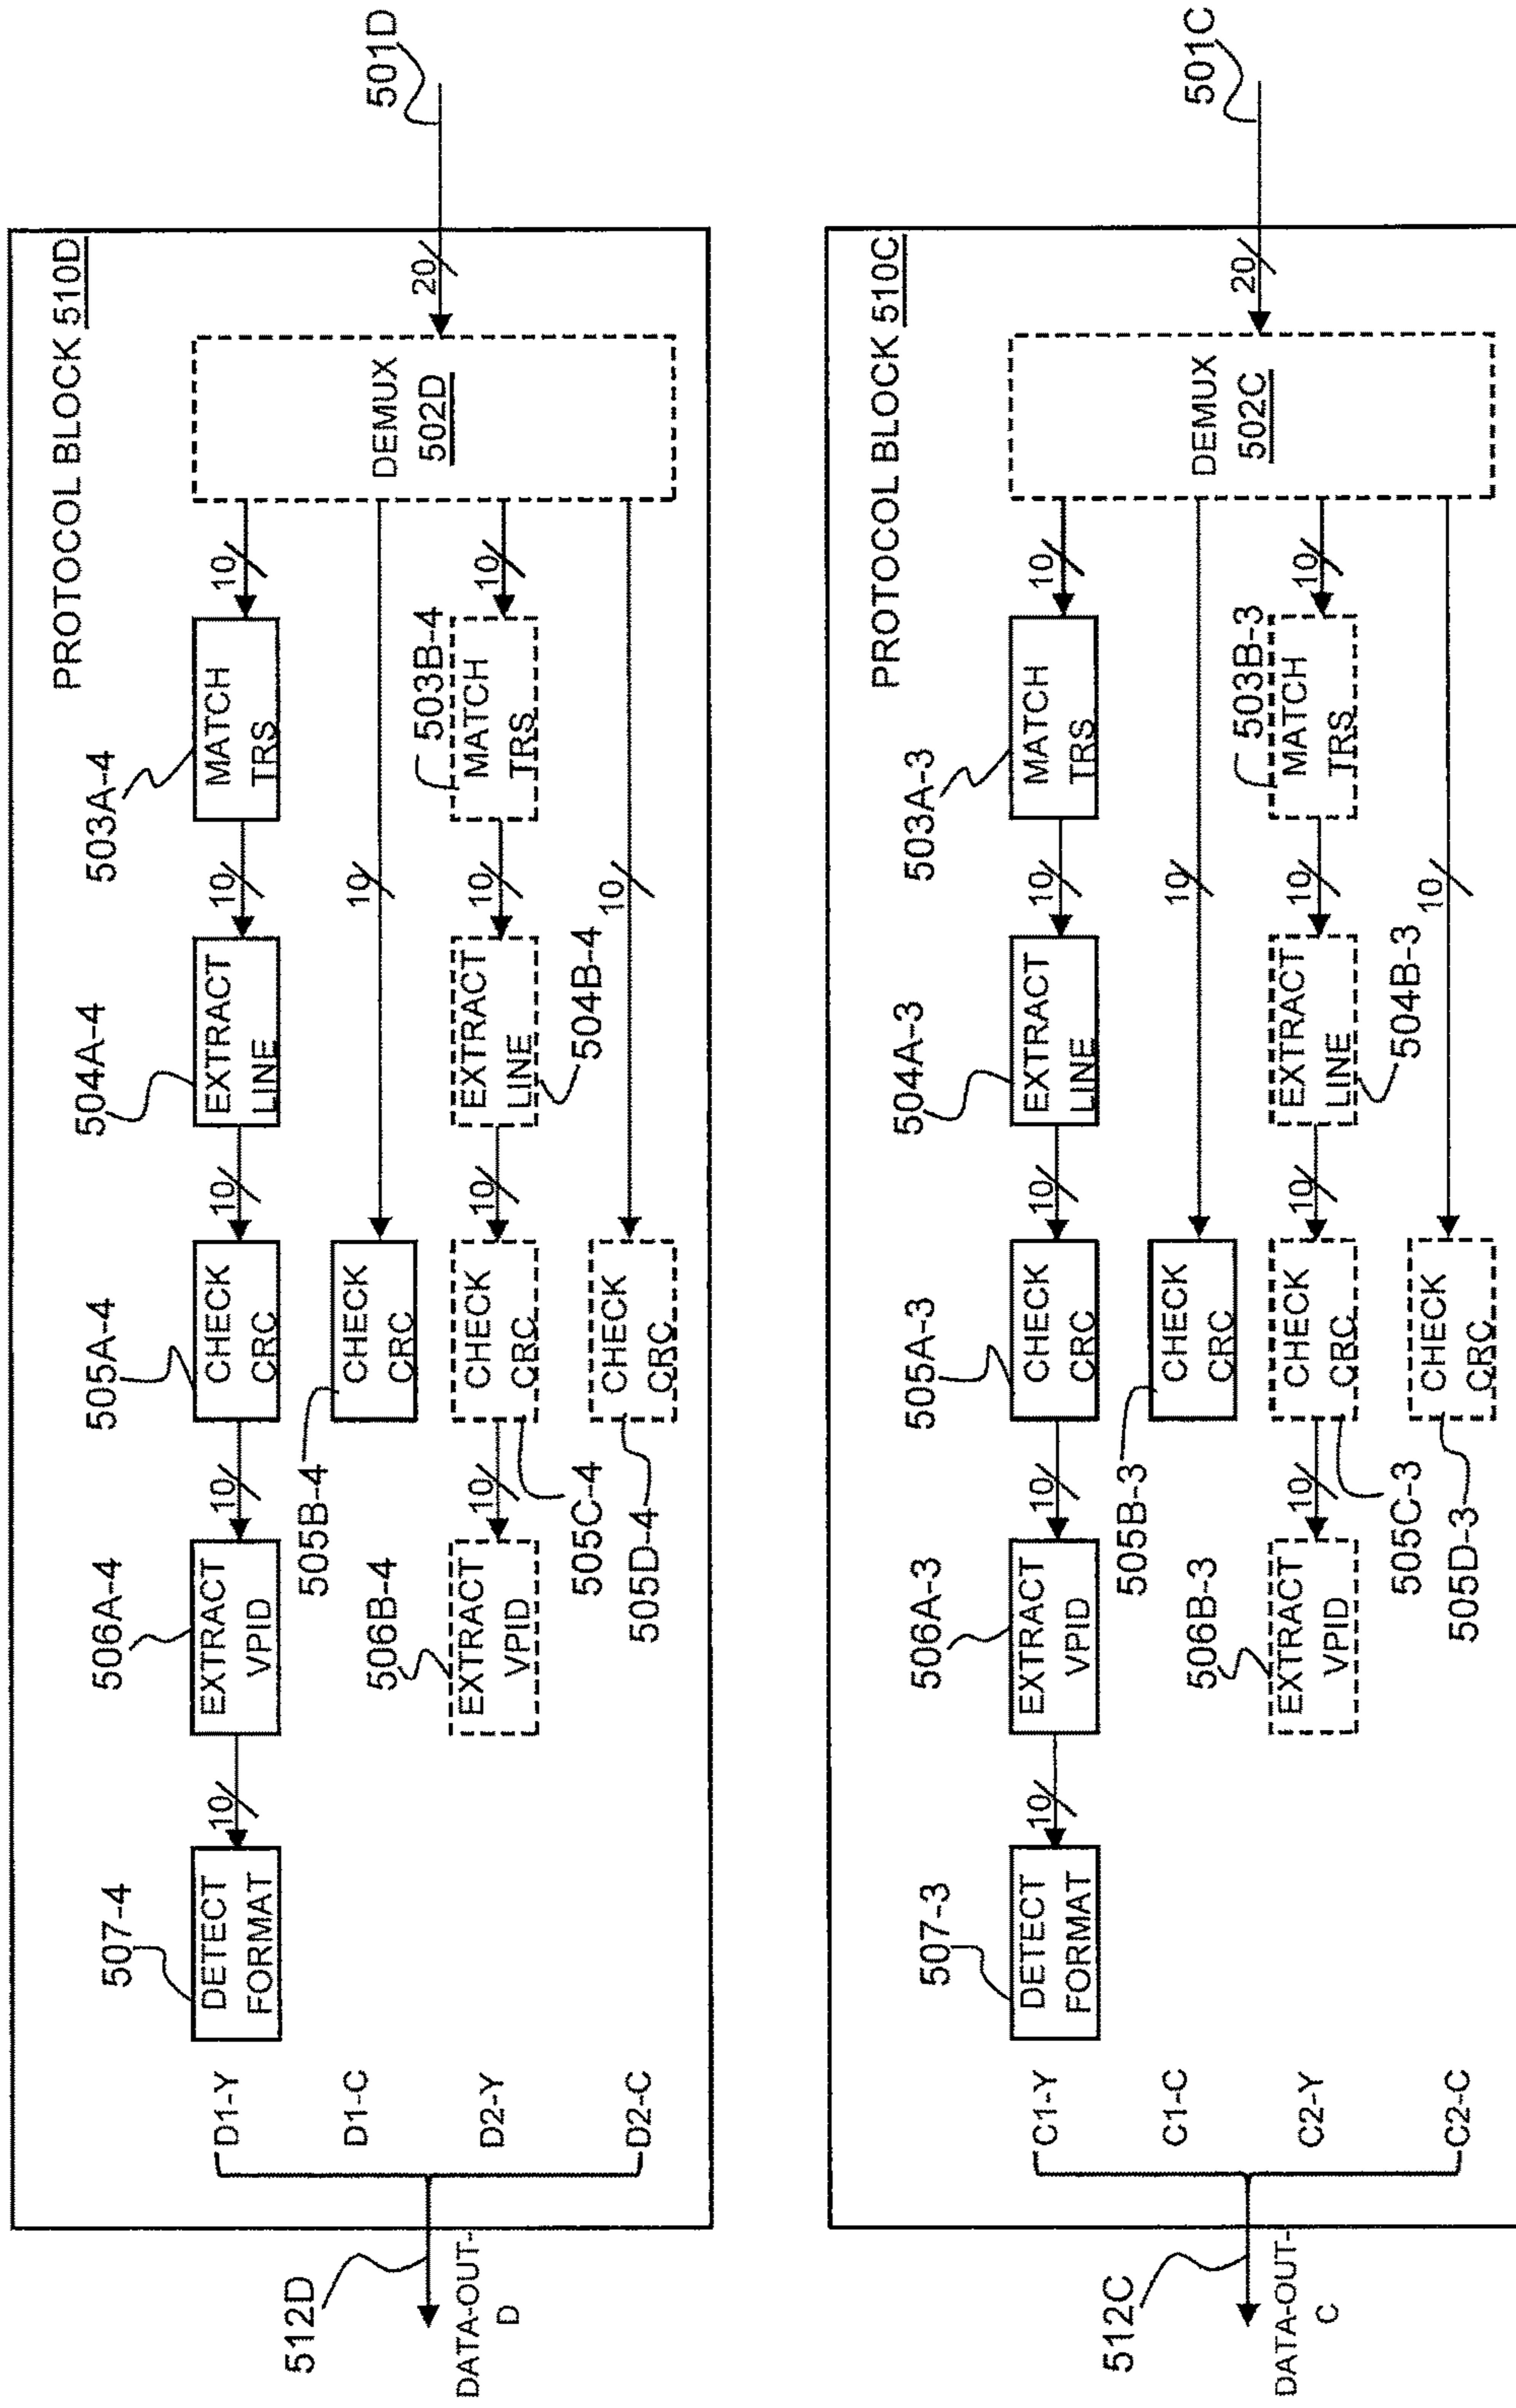 PROTOCOL BLOCK 510D
501D
20
DEMUX
502D
10
10
503A-4
MATCH
TRS
503B-4
MATCH
TRS
10
10
10
10
504A-4
EXTRACT
LINE
EXTRACT
LINE
504B-4
10
10
505A-4
CHECK
CRC
CHECK
CRC
505B-4
CHECK
CRC
505C-4
CHECK
CRC
505D-4
10
10
506A-4
EXTRACT
VPID
506B-4
EXTRACT
VPID
10
507-4
DETECT
FORMAT
D1-Y
D1-C
D2-Y
D2-C
512D
DATA-OUT-
D
PROTOCOL BLOCK 510C
501C
20
DEMUX
502C
10
10
503A-3
MATCH
TRS
503B-3
MATCH
TRS
10
10
10
10
504A-3
EXTRACT
LINE
EXTRACT
LINE
504B-3
10
10
505A-3
CHECK
CRC
CHECK
CRC
505B-3
CHECK
CRC
505C-3
CHECK
CRC
505D-3
10
10
506A-3
EXTRACT
VPID
506B-3
EXTRACT
VPID
10
507-3
DETECT
FORMAT
C1-Y
C1-C
C2-Y
C2-C
512C
DATA-OUT-
C